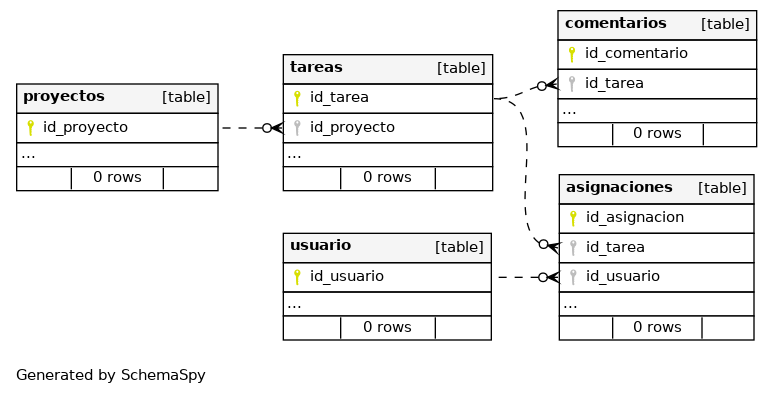 proyectos [table]
id_proyecto
...
0 rows
tareas [table]
id_tarea
id_proyecto
...
0 rows
usuario [table]
id_usuario
...
0 rows
comentarios [table]
id_comentario
id_tarea
...
0 rows
asignaciones [table]
id_asignacion
id_tarea
id_usuario
...
0 rows
Generated by SchemaSpy